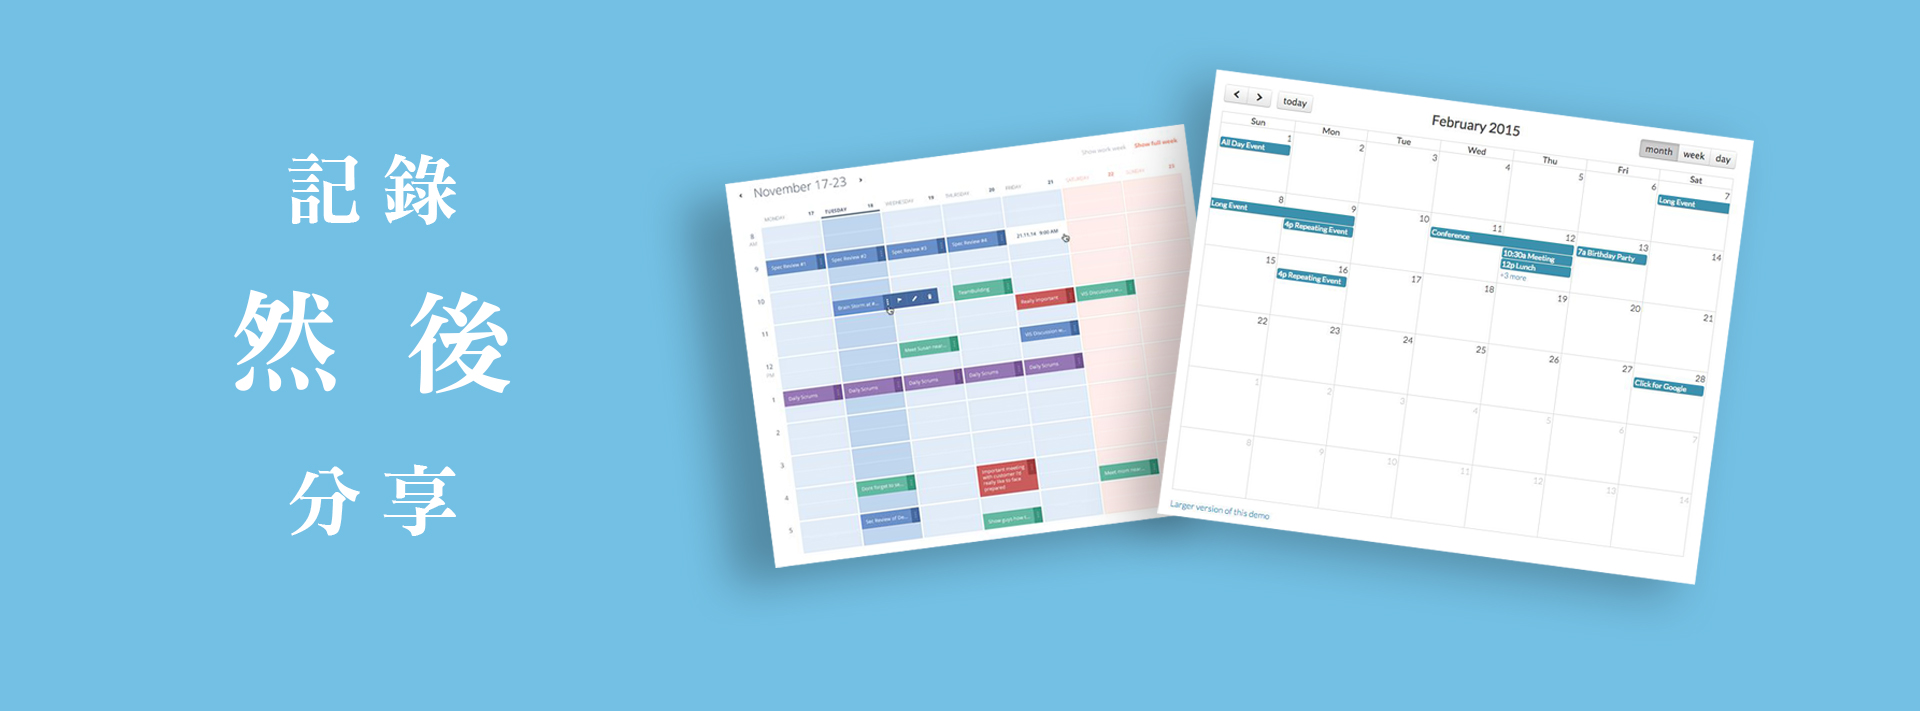 記錄
然後
分享
November 17-23
Show work week Show full week
MONDAY 17 TUESDAY 18 WEDNESDAY 19 THURSDAY 20 FRIDAY 21 SATURDAY 22 SUNDAY 23
8 AM
9 Spec Review #1 Spec Review #2 Spec Review #3 Spec Review #4 21.11.14 9:00 AM
10 Brain Storm at e... TeamBuilding Really important VIS Discussion w...
11 Meet Susan near... VIS Discussion w...
12 PM
1 Daily Scrums Daily Scrums Daily Scrums Daily Scrums Daily Scrums
2
3
Important meeting
with customer I'd
really like to face
prepared
Meet mom near...
4 Dont forget to se...
5 Set Review of De... Show guys how t...
today
February 2015
month week day
Sun Mon Tue Wed Thu Fri Sat
1 2 3 4 5 6 7
All Day Event Long Event
8 9 10 11 12 13 14
Long Event Conference 7a Birthday Party
4p Repeating Event 10:30a Meeting
12p Lunch
+3 more
15 16 17 18 19 20 21
4p Repeating Event
22 23 24 25 26 27 28
Click for Google
1 2 3 4 5 6 7
8 9 10 11 12 13 14
Larger version of this demo